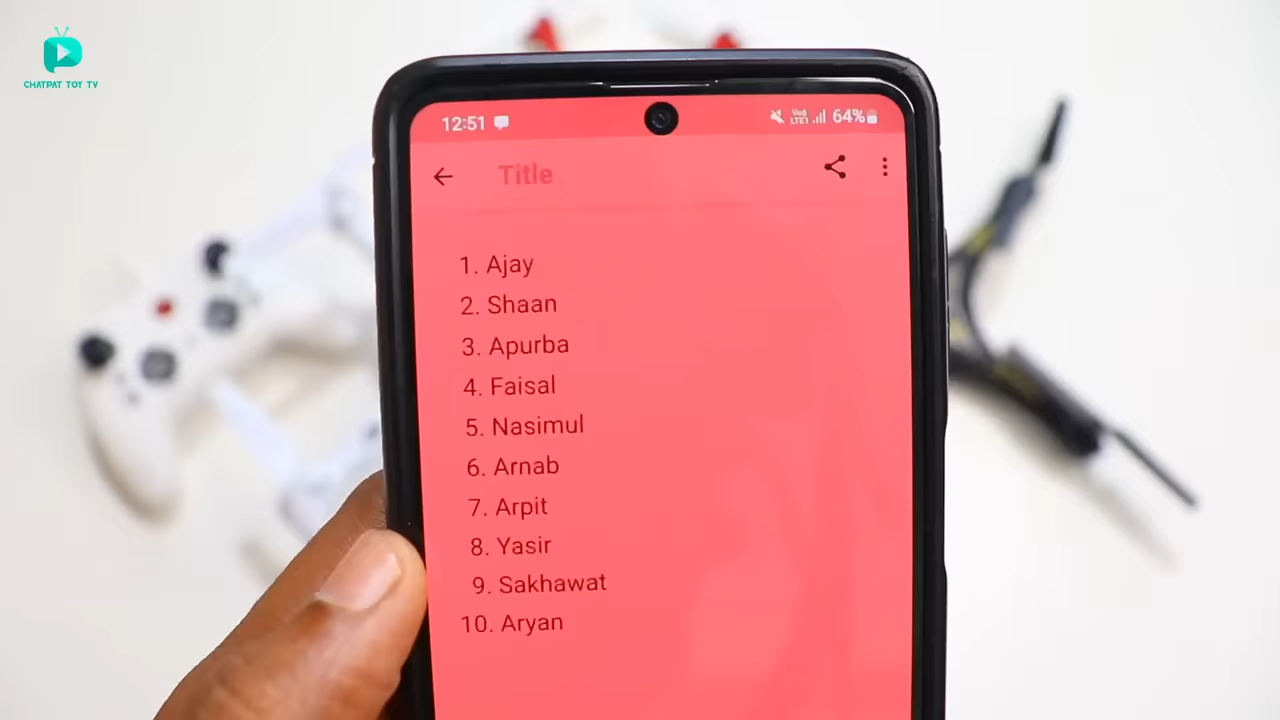 CHATPAT TOY TV
12:51 64%
Title
1. Ajay
2. Shaan
3. Apurba
4. Faisal
5. Nasimul
6. Arnab
7. Arpit
8. Yasir
9. Sakhawat
10. Aryan